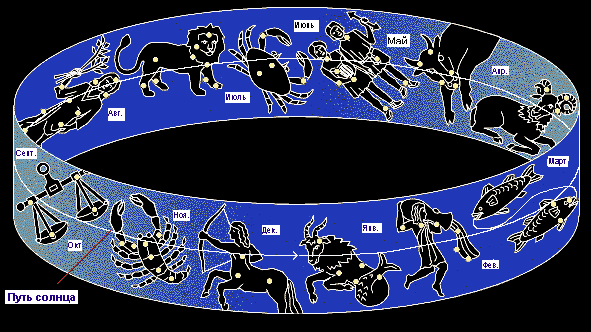 Июнь
Май
Июль
Апр.
Авг.
Сент.
Март
Окт
Ноя.
Дек.
Янв.
Фев.
Путь солнца